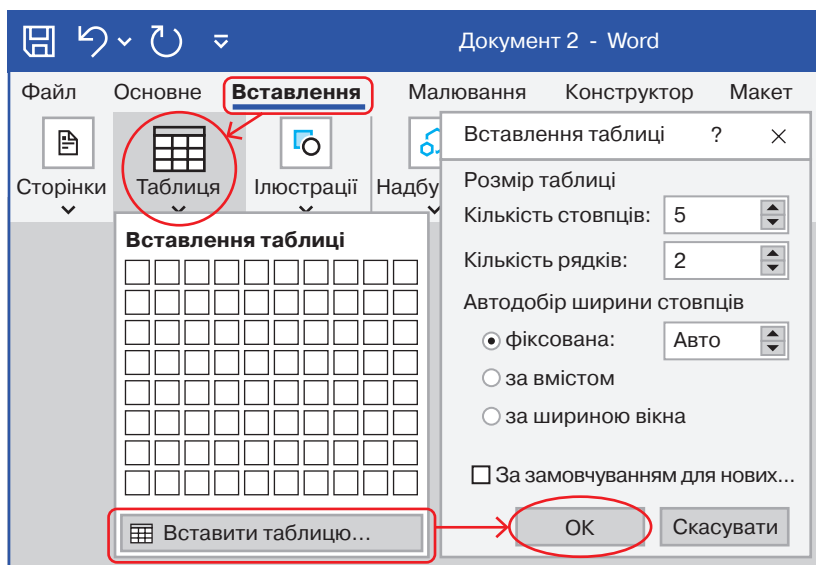 Документ 2 - Word
Файл Основне Вставлення Малювання Конструктор Макет
Сторінки Таблиця Ілюстрації Надбу
Вставлення таблиці
Вставити таблицю...
Вставлення таблиці ? ×
Розмір таблиці
Кількість стовпців: 5
Кількість рядків: 2
Автодобір ширини стовпців
фіксована: Авто
за вмістом
за шириною вікна
За замовчуванням для нових...
ОК Скасувати